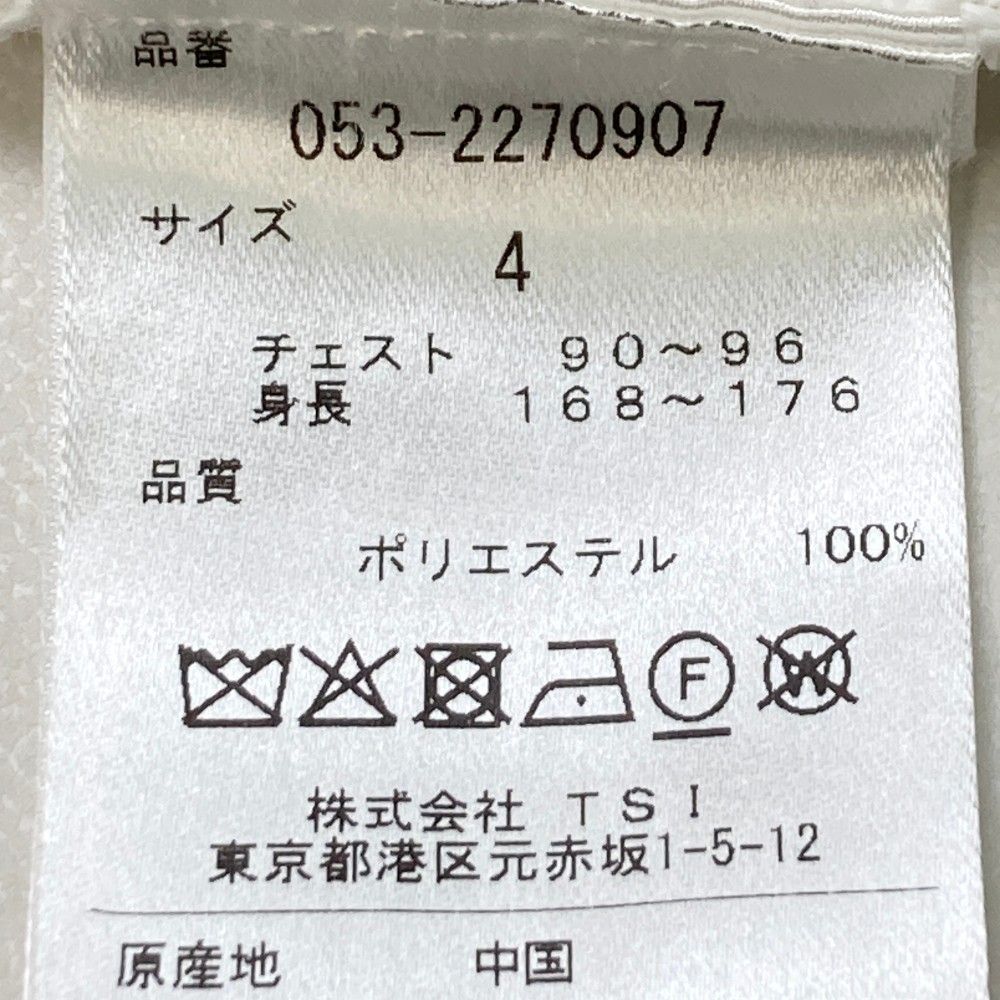 品番
053-2270907
サイズ
4
チェスト 90～96
身長 168～176
品質
ポリエステル 100%
F W
株式会社 TSI
東京都港区元赤坂1-5-12
原産地 中国